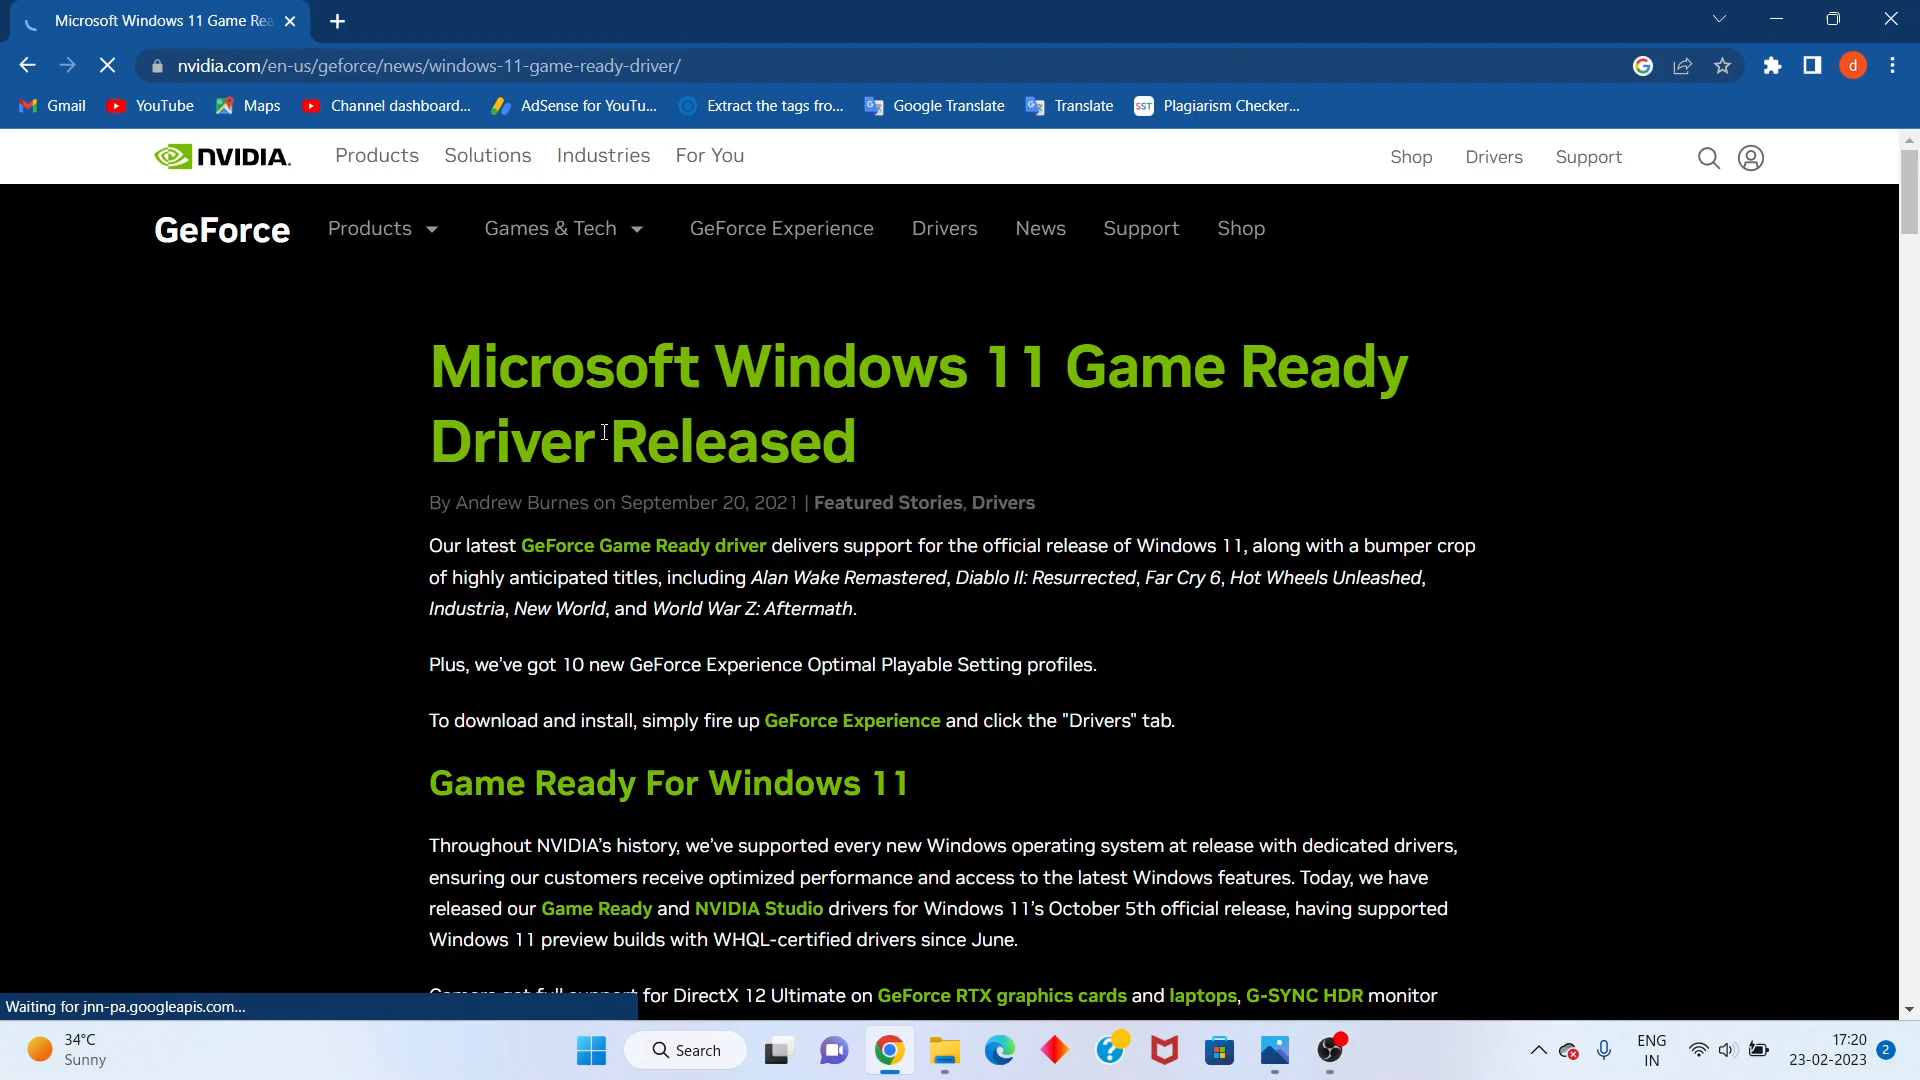 Microsoft Windows 11 Game Rea
nvidia.com/en-us/geforce/news/windows-11-game-ready-driver/
d
Gmail YouTube Maps Channel dashboard... AdSense for YouTu... Extract the tags fro... Google Translate Translate SST Plagiarism Checker...
NVIDIA. Products Solutions Industries For You Shop Drivers Support
GeForce Products Games & Tech GeForce Experience Drivers News Support Shop
Microsoft Windows 11 Game Ready
Driver Released
By Andrew Burnes on September 20, 2021 | Featured Stories, Drivers
Our latest GeForce Game Ready driver delivers support for the official release of Windows 11, along with a bumper crop
of highly anticipated titles, including Alan Wake Remastered, Diablo II: Resurrected, Far Cry 6, Hot Wheels Unleashed,
Industria, New World, and World War Z: Aftermath.
Plus, we've got 10 new GeForce Experience Optimal Playable Setting profiles.
To download and install, simply fire up GeForce Experience and click the "Drivers" tab.
Game Ready For Windows 11
Throughout NVIDIA's history, we've supported every new Windows operating system at release with dedicated drivers,
ensuring our customers receive optimized performance and access to the latest Windows features. Today, we have
released our Game Ready and NVIDIA Studio drivers for Windows 11's October 5th official release, having supported
Windows 11 preview builds with WHQL-certified drivers since June.
for DirectX 12 Ultimate on GeForce RTX graphics cards and laptops, G-SYNC HDR monitor
Waiting for jnn-pa.googleapis.com...
34°C
Sunny
Search
ENG
IN
17:20
23-02-2023
2